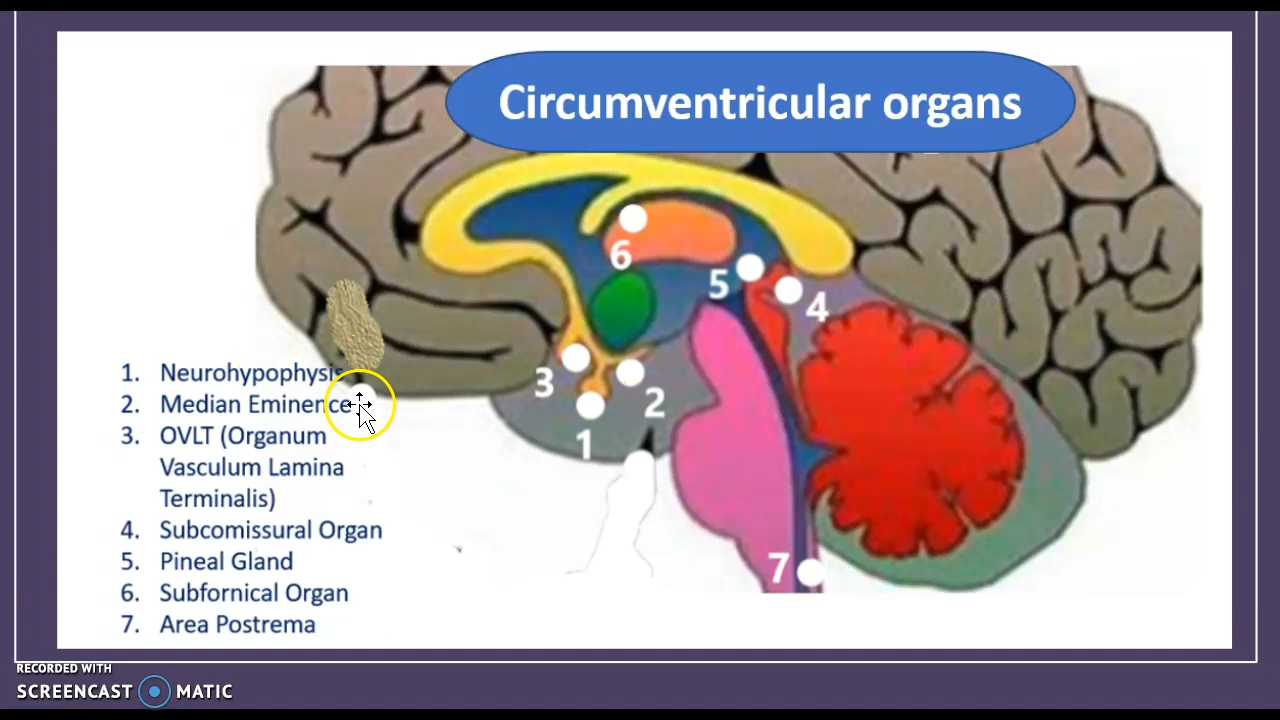 Circumventricular organs
6
5
4
3
2
1
7
1. Neurohypophysis
2. Median Eminence
3. OVLT (Organum
Vasculum Lamina
Terminalis)
4. Subcomissural Organ
5. Pineal Gland
6. Subfornical Organ
7. Area Postrema
RECORDED WITH
SCREENCAST MATIC